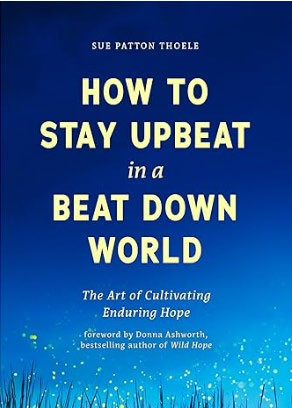 SUE PATTON THOELE
HOW TO
STAY UPBEAT
in a
BEAT DOWN
WORLD
The Art of Cultivating
Enduring Hope
foreword by Donna Ashworth,
bestselling author of Wild Hope